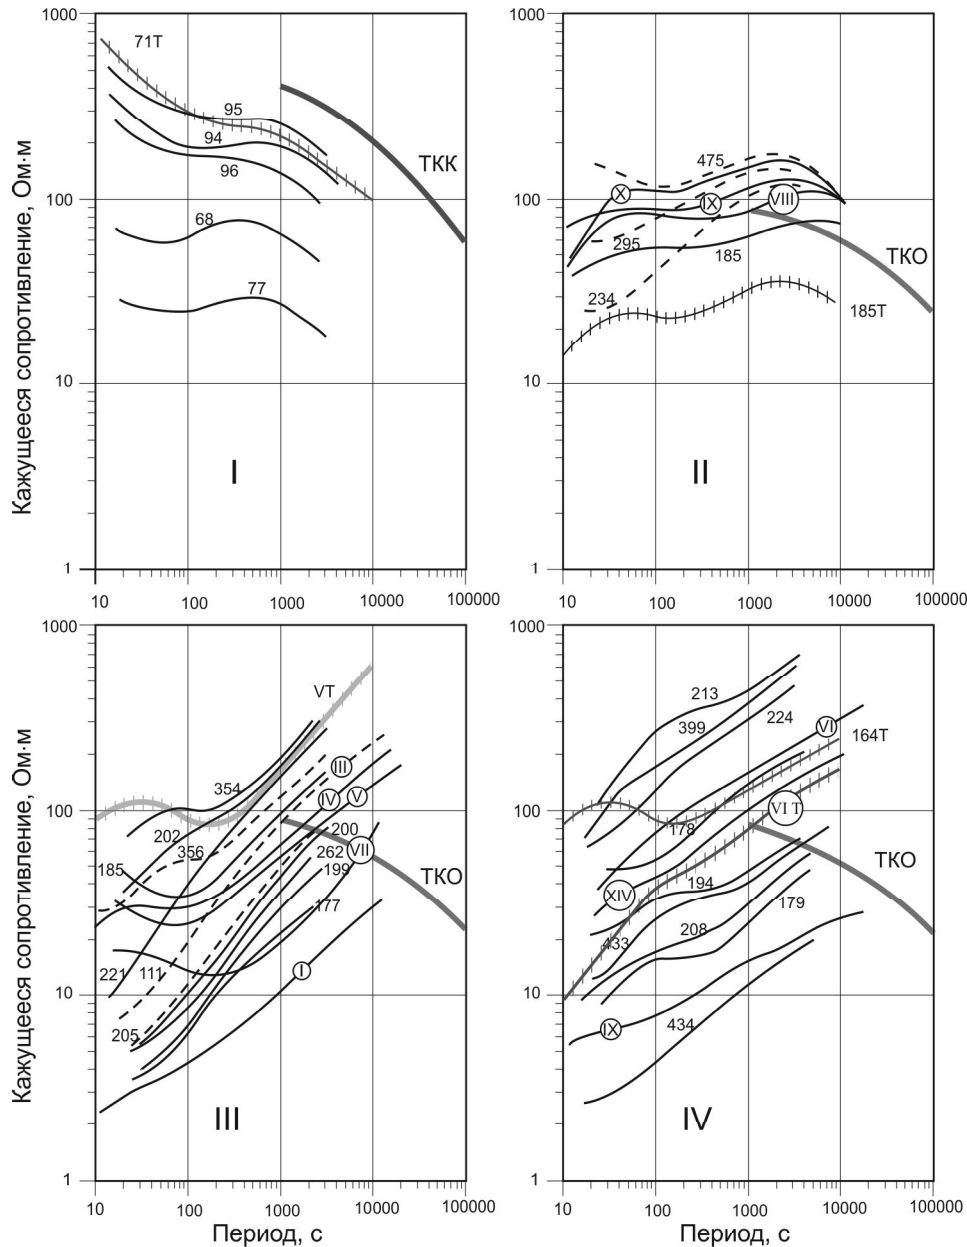 Кажущееся сопротивление, Ом·м
1000
100
10
1
71T
95
94
96
68
77
ТКК
I
10
100
1000
10000
100000
1000
100
10
1
475
X
IX
VIII
295
185
ТКО
234
185T
II
10
100
1000
10000
100000
Кажущееся сопротивление, Ом·м
1000
100
10
1
VT
354
III
IV
V
202
200
356
VII
262
185
199
ТКО
177
221
111
I
205
III
10
100
1000
10000
100000
Период, с
1000
100
10
1
213
399
224
VI
164T
VI T
178
ТКО
194
XIV
179
208
433
IX
434
IV
10
100
1000
10000
100000
Период, с